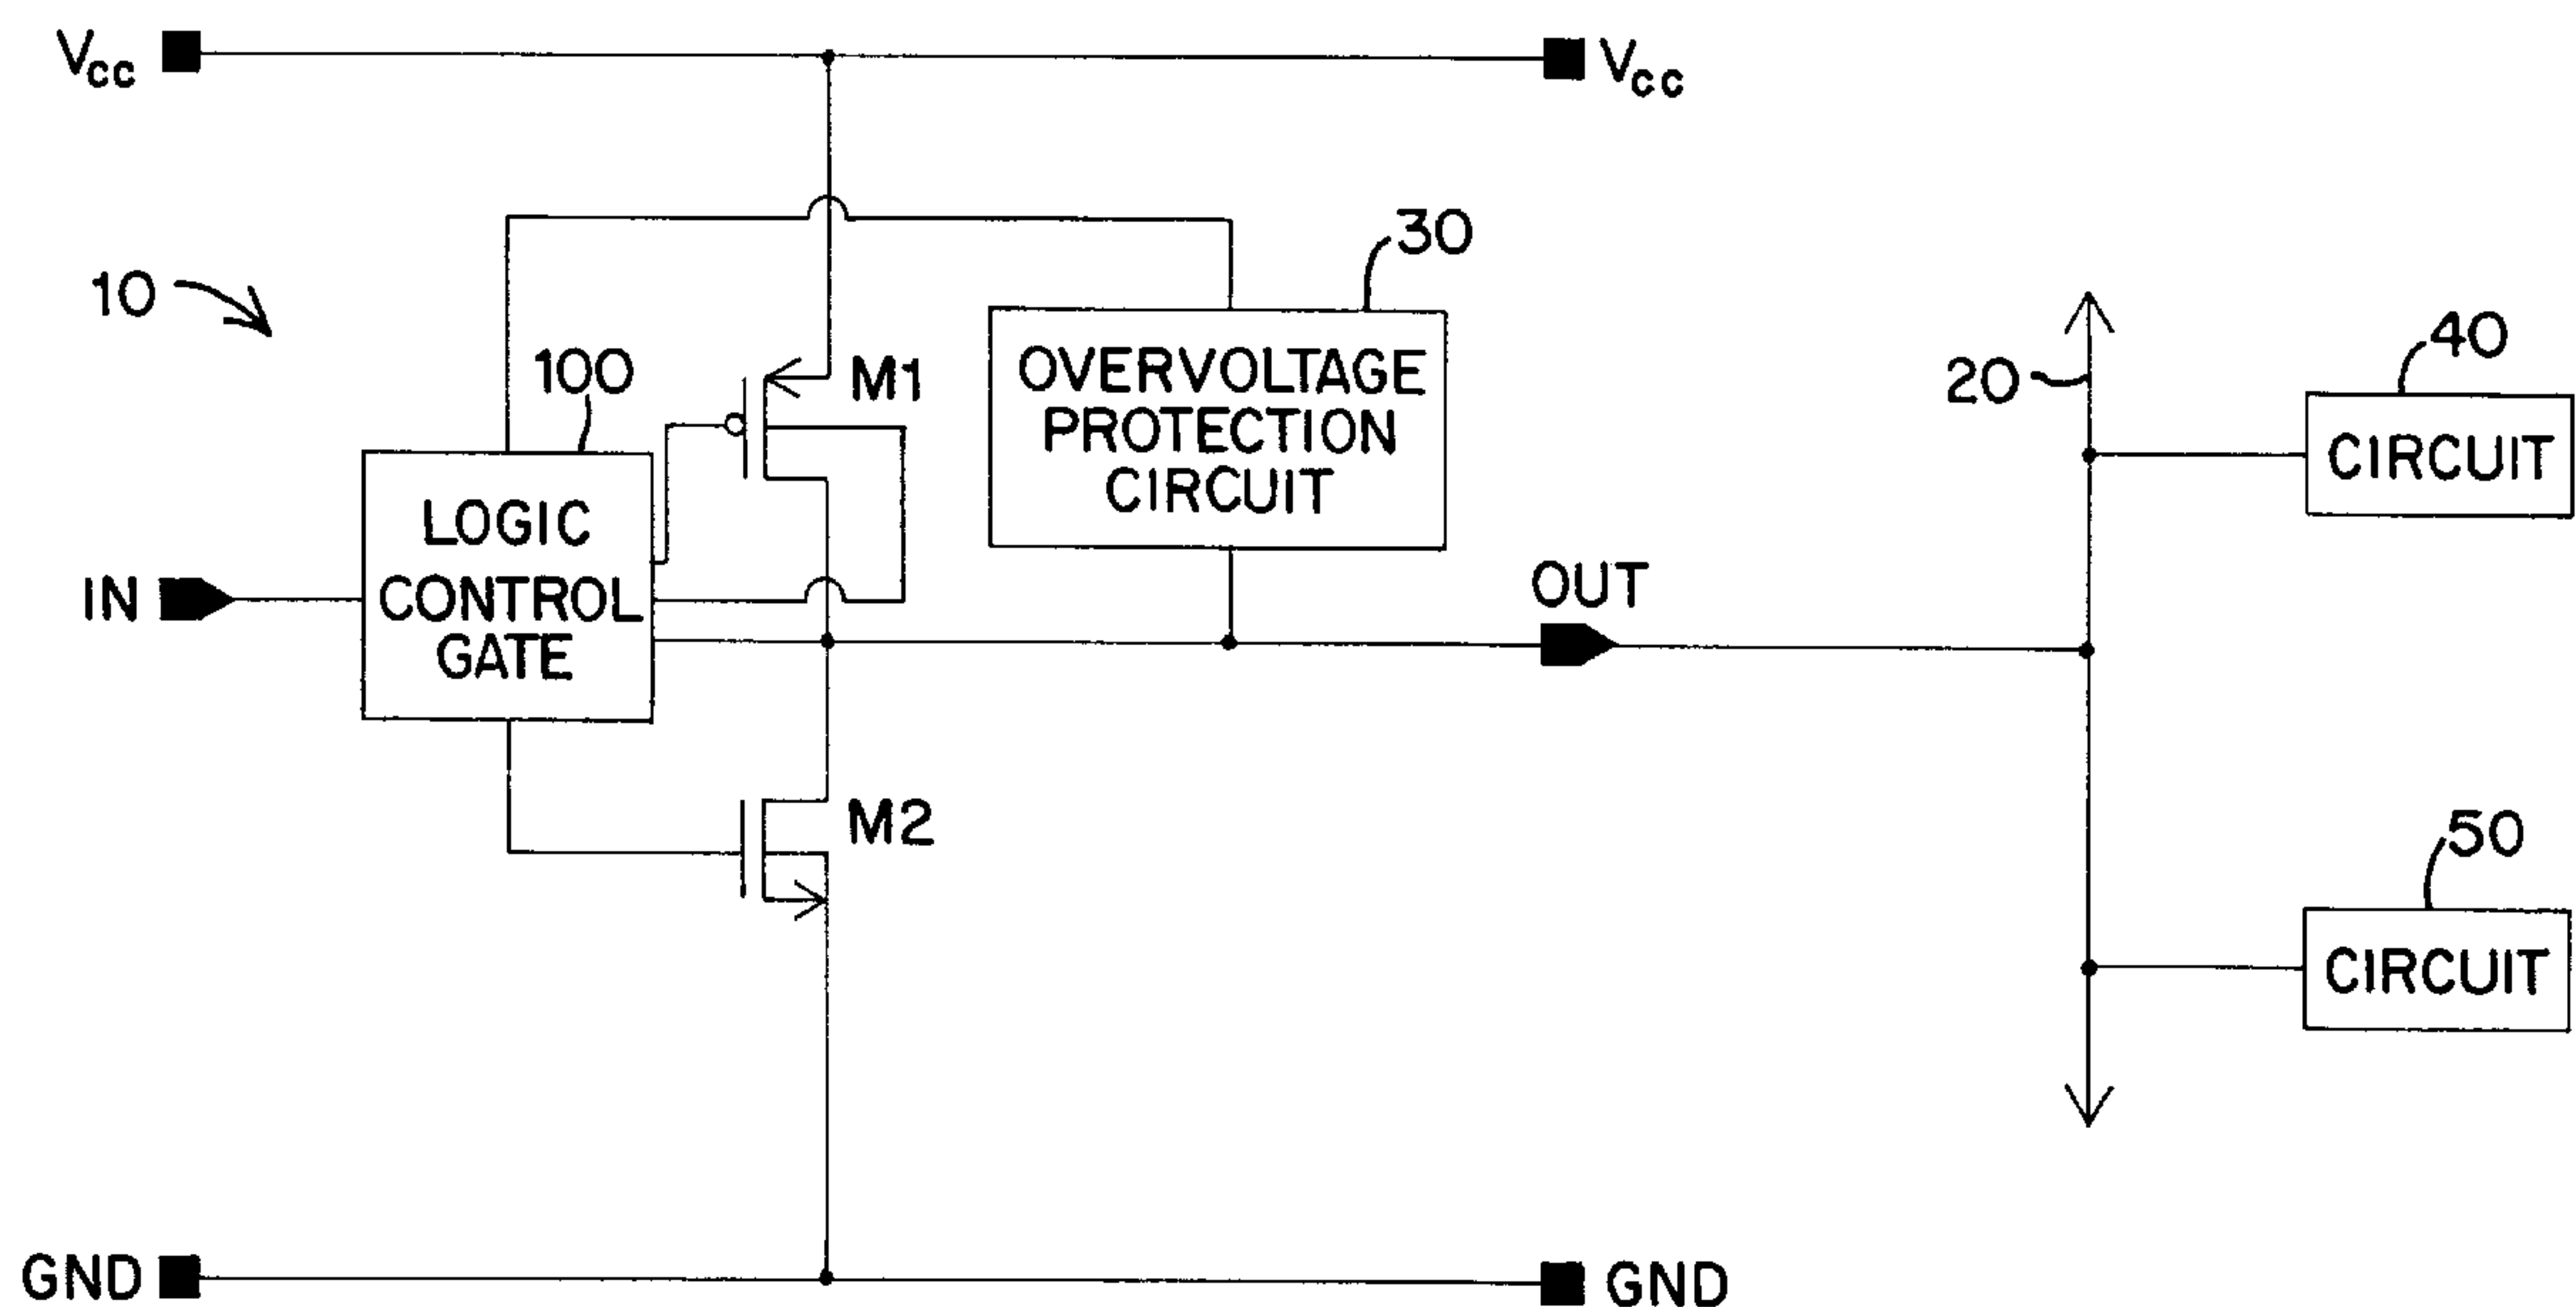 Vcc
Vcc
30
10
40
100
M1
OVERVOLTAGE
PROTECTION
CIRCUIT
20
CIRCUIT
LOGIC
CONTROL
GATE
IN
OUT
M2
50
CIRCUIT
GND
GND